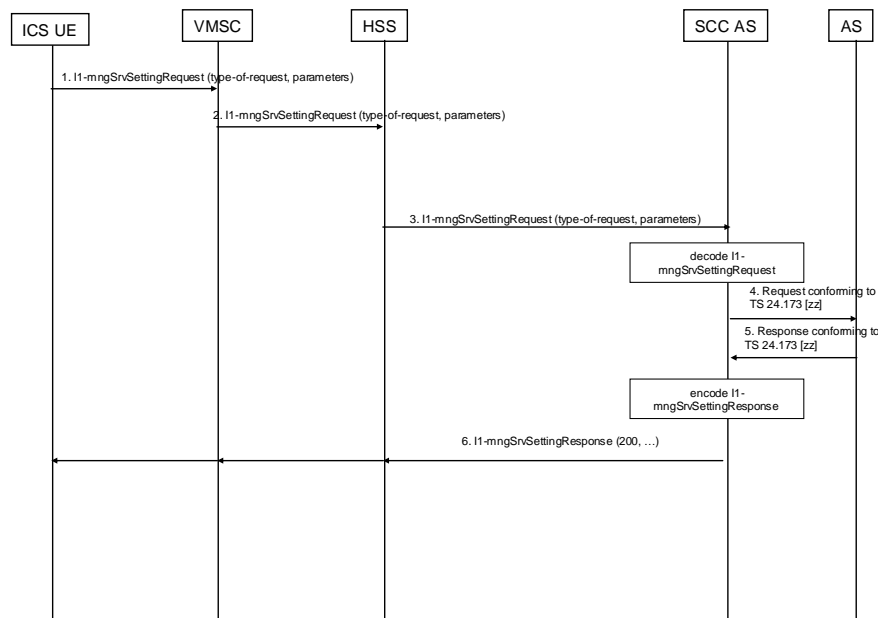 ICS UE
VMSC
HSS
SCC AS
AS
1. I1-mngSrvSettingRequest (type-of-request, parameters)
2. I1-mngSrvSettingRequest (type-of-request, parameters)
3. I1-mngSrvSettingRequest (type-of-request, parameters)
decode I1-
mngSrvSettingRequest
4. Request conforming to
TS 24.173 [zz]
5. Response conforming to
TS 24.173 [zz]
encode I1-
mngSrvSettingResponse
6. I1-mngSrvSettingResponse (200, …)